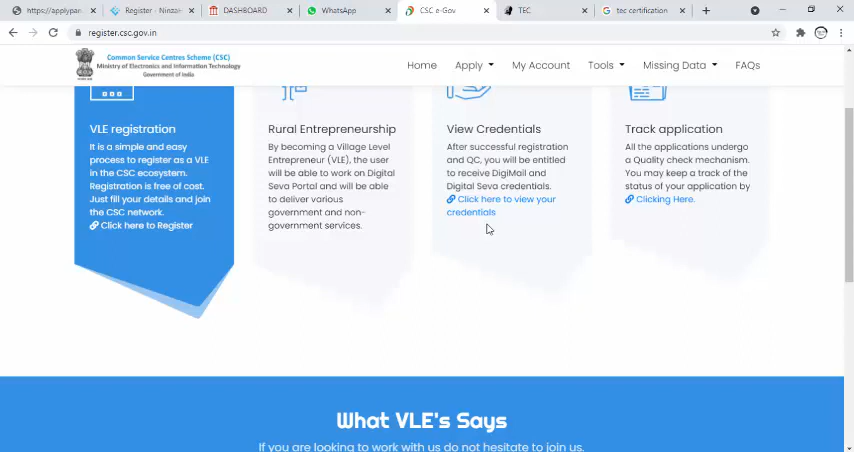 https://applypan
Register - Ninaza
DASHBOARD
WhatsApp
CSC e-Gov
TEC
tec certification
register.csc.gov.in
Common Service Centres Scheme (CSC)
Ministry of Electronics and Information Technology
Government of India
Home
Apply
My Account
Tools
Missing Data
FAQs
VLE registration
It is a simple and easy
process to register as a VLE
in the CSC ecosystem.
Registration is free of cost.
Just fill your details and join
the CSC network.
Click here to Register
Rural Entrepreneurship
By becoming a Village Level
Entrepreneur (VLE), the user
will be able to work on Digital
Seva Portal and will be able
to deliver various
government and non-
government services.
View Credentials
After successful registration
and QC, you will be entitled
to receive DigiMail and
Digital Seva credentials.
Click here to view your
credentials
Track application
All the applications undergo
a Quality check mechanism.
You may keep a track of the
status of your application by
Clicking Here.
What VLE's Says
If you are looking to work with us do not hesitate to join us.